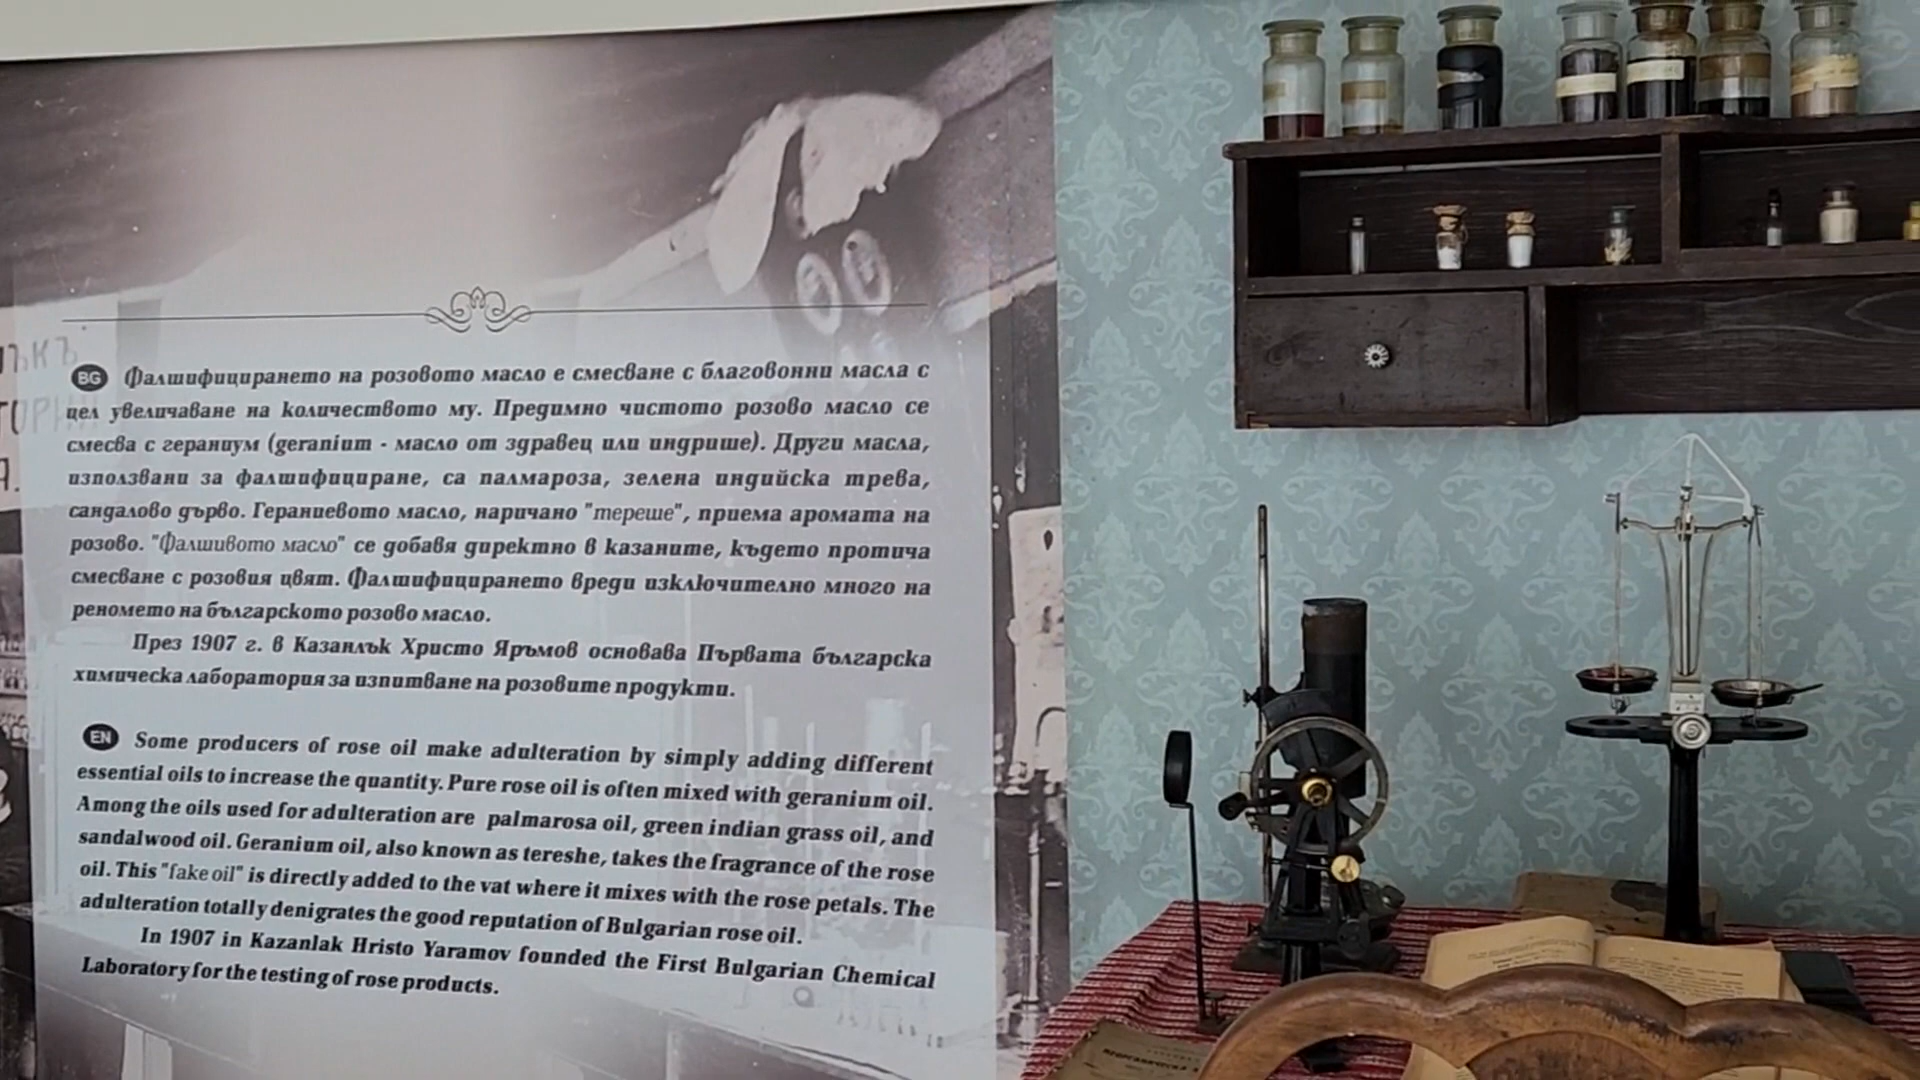 BG Фалшифицирането на розовото масло е смесване с благовонни масла с
цел увеличаване на количеството му. Предимно чистото розово масло се
смесва с гераниум (geranium - масло от здравец или индрише). Други масла,
използвани за фалшифициране, са палмароза, зелена индийска трева,
сандалово дърво. Гераниевото масло, наричано "тереше", приема аромата на
розово. "Фалшивото масло" се добавя директно в казаните, където протича
смесване с розовия цвят. Фалшифицирането вреди изключително много на
реномето на българското розово масло.
През 1907 г. в Казанлък Христо Яръмов основава Първата българска
химическа лаборатория за изпитване на розовите продукти.
EN Some producers of rose oil make adulteration by simply adding different
essential oils to increase the quantity. Pure rose oil is often mixed with geranium oil.
Among the oils used for adulteration are palmarosa oil, green indian grass oil, and
sandalwood oil. Geranium oil, also known as tereshe, takes the fragrance of the rose
oil. This "fake oil" is directly added to the vat where it mixes with the rose petals. The
adulteration totally denigrates the good reputation of Bulgarian rose oil.
In 1907 in Kazanlak Hristo Yaramov founded the First Bulgarian Chemical
Laboratory for the testing of rose products.